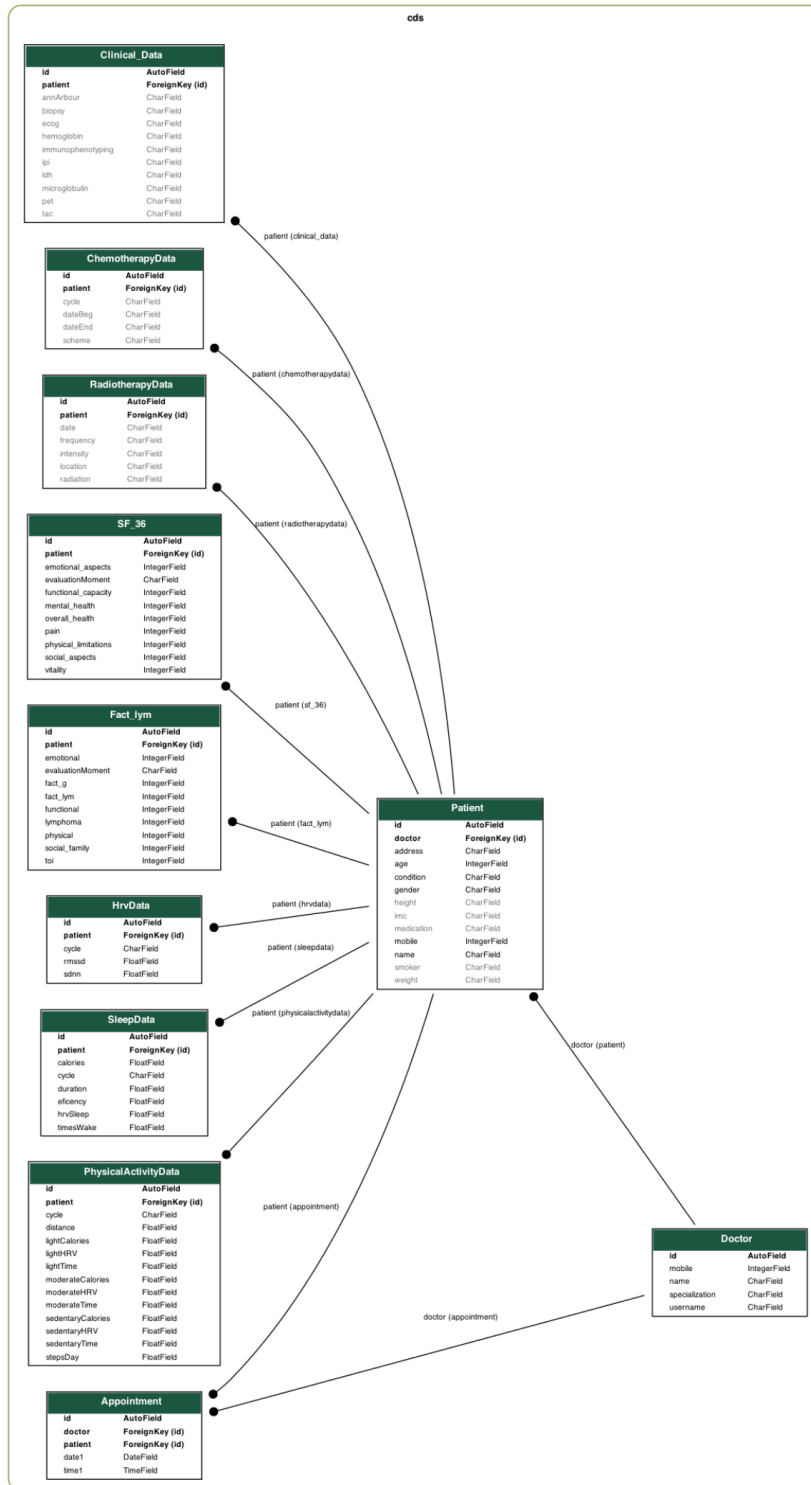 cds
Clinical_Data
id AutoField
patient ForeignKey (id)
annArbour CharField
biopsy CharField
ecog CharField
hemoglobin CharField
immunophenotyping CharField
ipi CharField
ldh CharField
microglobulin CharField
pet CharField
tac CharField
patient (clinical_data)
ChemotherapyData
id AutoField
patient ForeignKey (id)
cycle CharField
dateBeg CharField
dateEnd CharField
scheme CharField
patient (chemotherapydata)
RadiotherapyData
id AutoField
patient ForeignKey (id)
date CharField
frequency CharField
intensity CharField
location CharField
radiation CharField
patient (radiotherapydata)
SF_36
id AutoField
patient ForeignKey (id)
emotional_aspects IntegerField
evaluationMoment CharField
functional_capacity IntegerField
mental_health IntegerField
overall_health IntegerField
pain IntegerField
physical_limitations IntegerField
social_aspects IntegerField
vitality IntegerField
patient (sf_36)
Fact_lym
id AutoField
patient ForeignKey (id)
emotional IntegerField
evaluationMoment CharField
fact_g IntegerField
fact_lym IntegerField
functional IntegerField
lymphoma IntegerField
physical IntegerField
social_family IntegerField
toi IntegerField
patient (fact_lym)
Patient
id AutoField
doctor ForeignKey (id)
address CharField
age IntegerField
condition CharField
gender CharField
height CharField
imc CharField
medication CharField
mobile IntegerField
name CharField
smoker CharField
weight CharField
HrvData
id AutoField
patient ForeignKey (id)
cycle CharField
rmssd FloatField
sdnn FloatField
patient (hrvdata)
patient (sleepdata)
SleepData
id AutoField
patient ForeignKey (id)
calories FloatField
cycle CharField
duration FloatField
eficency FloatField
hrvSleep FloatField
timesWake FloatField
patient (physicalactivitydata)
doctor (patient)
PhysicalActivityData
id AutoField
patient ForeignKey (id)
cycle CharField
distance FloatField
lightCalories FloatField
lightHRV FloatField
lightTime FloatField
moderateCalories FloatField
moderateHRV FloatField
moderateTime FloatField
sedentaryCalories FloatField
sedentaryHRV FloatField
sedentaryTime FloatField
stepsDay FloatField
patient (appointment)
Doctor
id AutoField
mobile IntegerField
name CharField
specialization CharField
username CharField
doctor (appointment)
Appointment
id AutoField
doctor ForeignKey (id)
patient ForeignKey (id)
date1 DateField
time1 TimeField